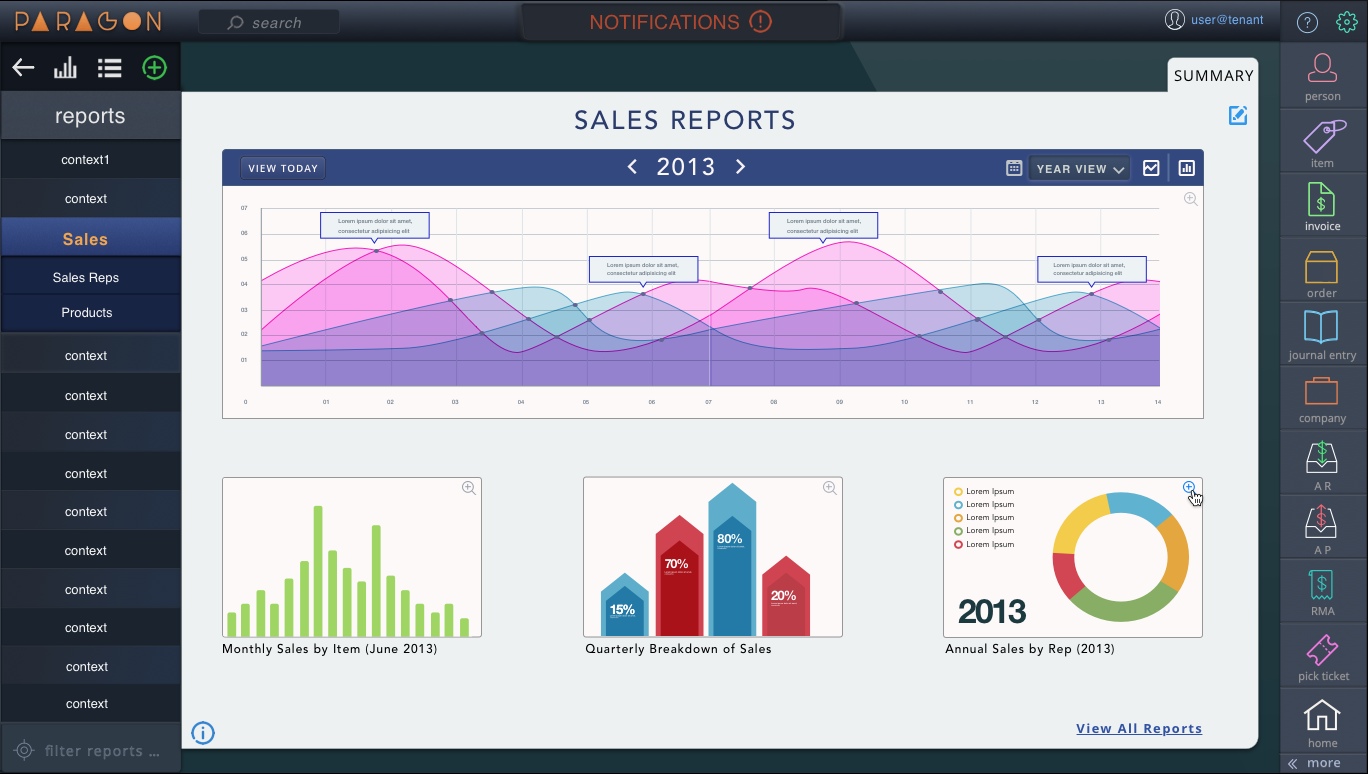 PARAGON
search
NOTIFICATIONS
user@tenant
SUMMARY
reports
context1
context
Sales
Sales Reps
Products
context
context
context
context
context
context
context
context
context
context
filter reports ...
SALES REPORTS
VIEW TODAY
2013
YEAR VIEW
07
06
05
04
03
02
01
Lorem ipsum dolor sit amet,
consectetur adipisicing elit
Lorem ipsum dolor sit amet,
consectetur adipisicing elit
Lorem ipsum dolor sit amet,
consectetur adipisicing elit
Lorem ipsum dolor sit amet,
consectetur adipisicing elit
0 01 02 03 04 05 06 07 08 09 10 11 12 13 14
Monthly Sales by Item (June 2013)
15%
70%
80%
20%
Quarterly Breakdown of Sales
Lorem Ipsum
Lorem Ipsum
Lorem Ipsum
Lorem Ipsum
Lorem Ipsum
2013
Annual Sales by Rep (2013)
View All Reports
person
item
invoice
order
journal entry
company
A R
A P
RMA
pick ticket
home
more